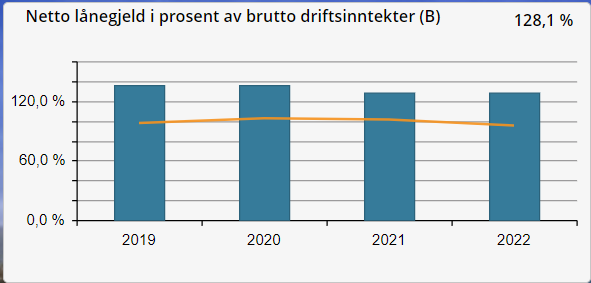 Netto lånegjeld i prosent av brutto driftsinntekter (B)
128,1 %
120,0 %
60,0 %
0,0 %
2019 2020 2021 2022